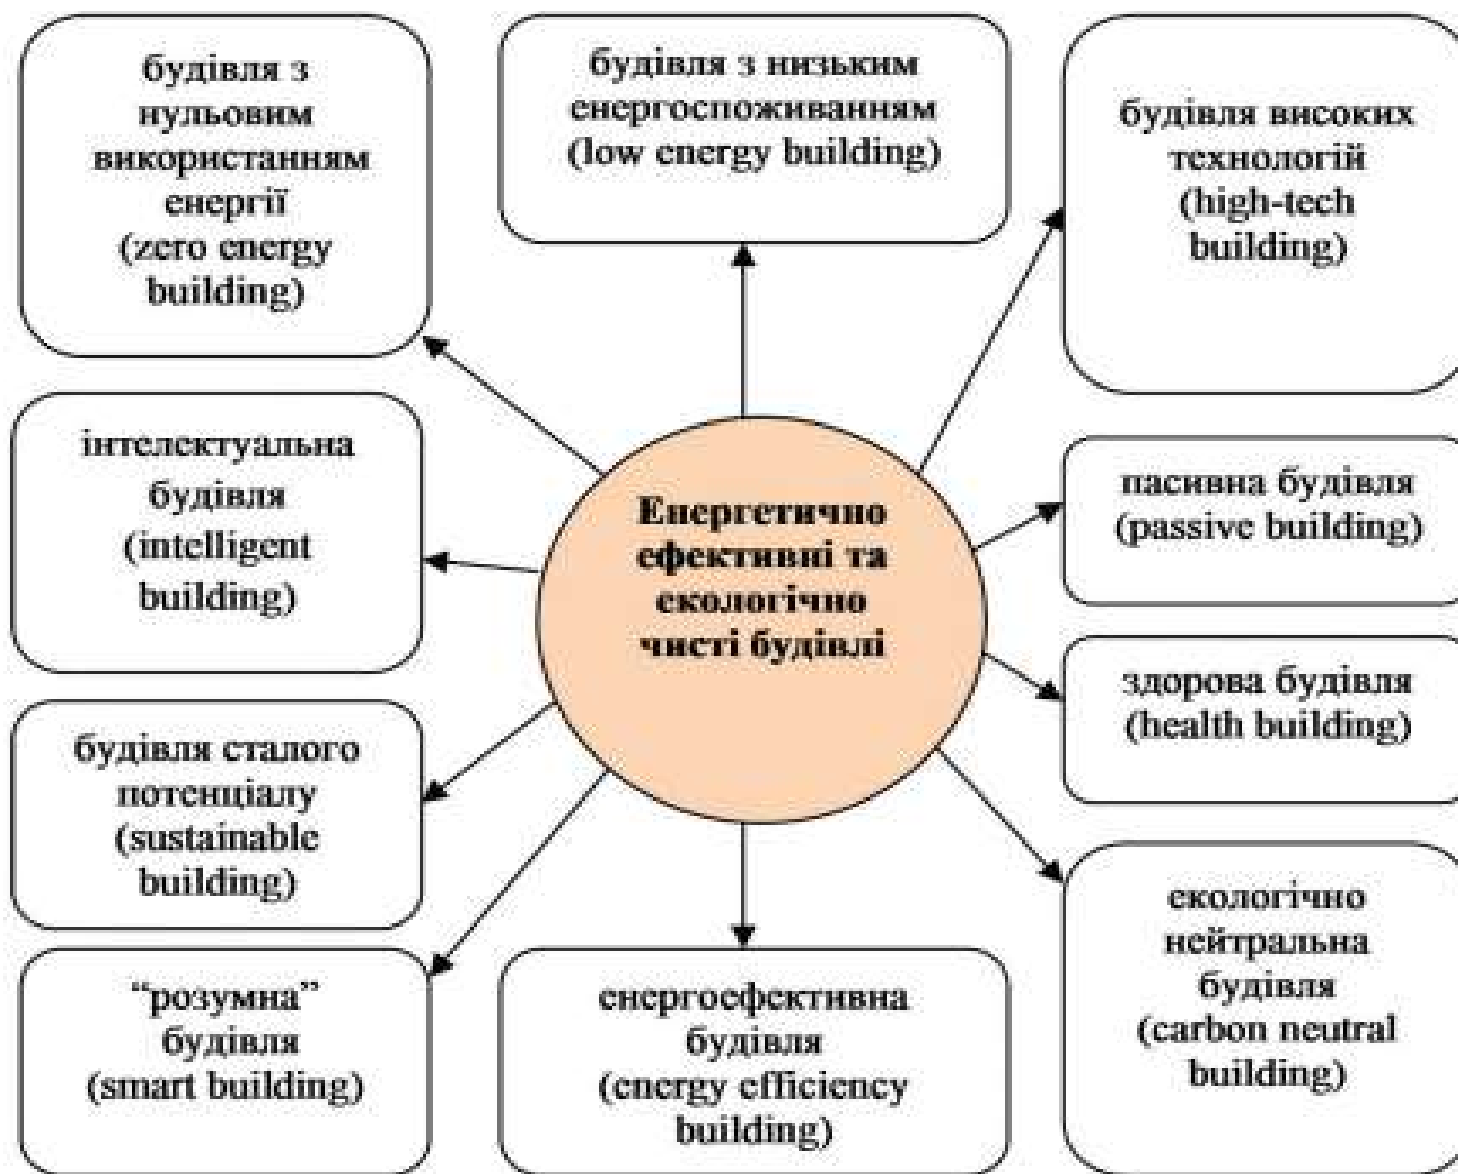 будівля з
нульовим
використанням
енергії
(zero energy
building)
будівля з низьким
енергоспоживанням
(low energy building)
будівля високих
технологій
(high-tech
building)
інтелектуальна
будівля
(intelligent
building)
Енергетично
ефективні та
екологічно
чисті будівлі
пасивна будівля
(passive building)
здорова будівля
(health building)
будівля сталого
потенціалу
(sustainable
building)
екологічно
нейтральна
будівля
(carbon neutral
building)
“розумна”
будівля
(smart building)
енергоефективна
будівля
(energy efficiency
building)